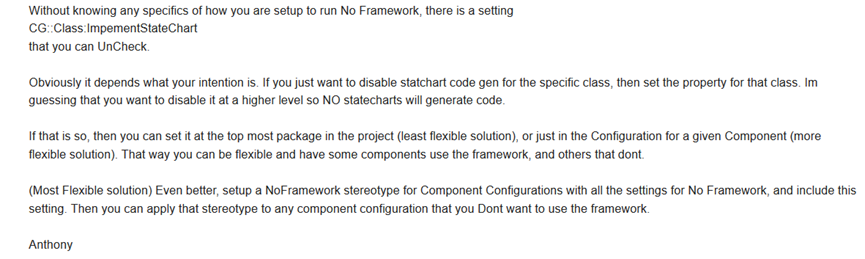 Without knowing any specifics of how you are setup to run No Framework, there is a setting
CG::Class:ImpementStateChart
that you can UnCheck.
Obviously it depends what your intention is. If you just want to disable statchart code gen for the specific class, then set the property for that class. Im
guessing that you want to disable it at a higher level so NO statecharts will generate code.
If that is so, then you can set it at the top most package in the project (least flexible solution), or just in the Configuration for a given Component (more
flexible solution). That way you can be flexible and have some components use the framework, and others that dont.
(Most Flexible solution) Even better, setup a NoFramework stereotype for Component Configurations with all the settings for No Framework, and include this
setting. Then you can apply that stereotype to any component configuration that you Dont want to use the framework.
Anthony